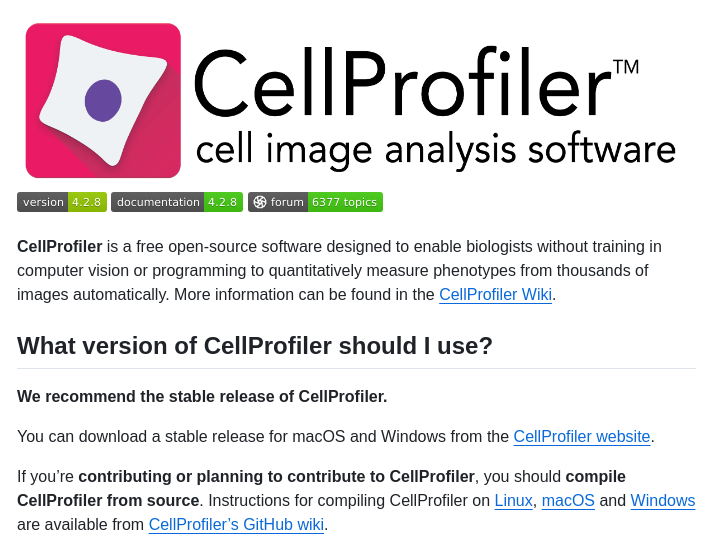 CellProfiler™
cell image analysis software
version 4.2.8 documentation 4.2.8 forum 6377 topics
CellProfiler is a free open-source software designed to enable biologists without training in
computer vision or programming to quantitatively measure phenotypes from thousands of
images automatically. More information can be found in the CellProfiler Wiki.
What version of CellProfiler should I use?
We recommend the stable release of CellProfiler.
You can download a stable release for macOS and Windows from the CellProfiler website.
If you’re contributing or planning to contribute to CellProfiler, you should compile
CellProfiler from source. Instructions for compiling CellProfiler on Linux, macOS and Windows
are available from CellProfiler’s GitHub wiki.